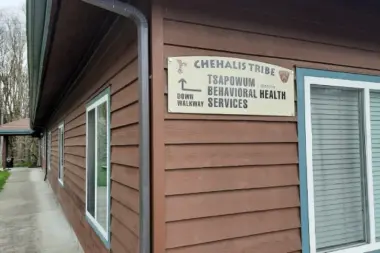 CHEHALIS TRIBE
TSAPOWUM
BEHAVIORAL HEALTH
SERVICES
DOWN
WALKWAY